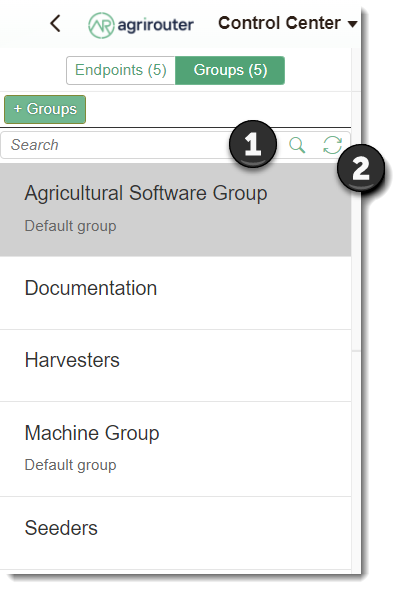 agrirouter Control Center
Endpoints (5) Groups (5)
+ Groups
Search 1
2
Agricultural Software Group
Default group
Documentation
Harvesters
Machine Group
Default group
Seeders